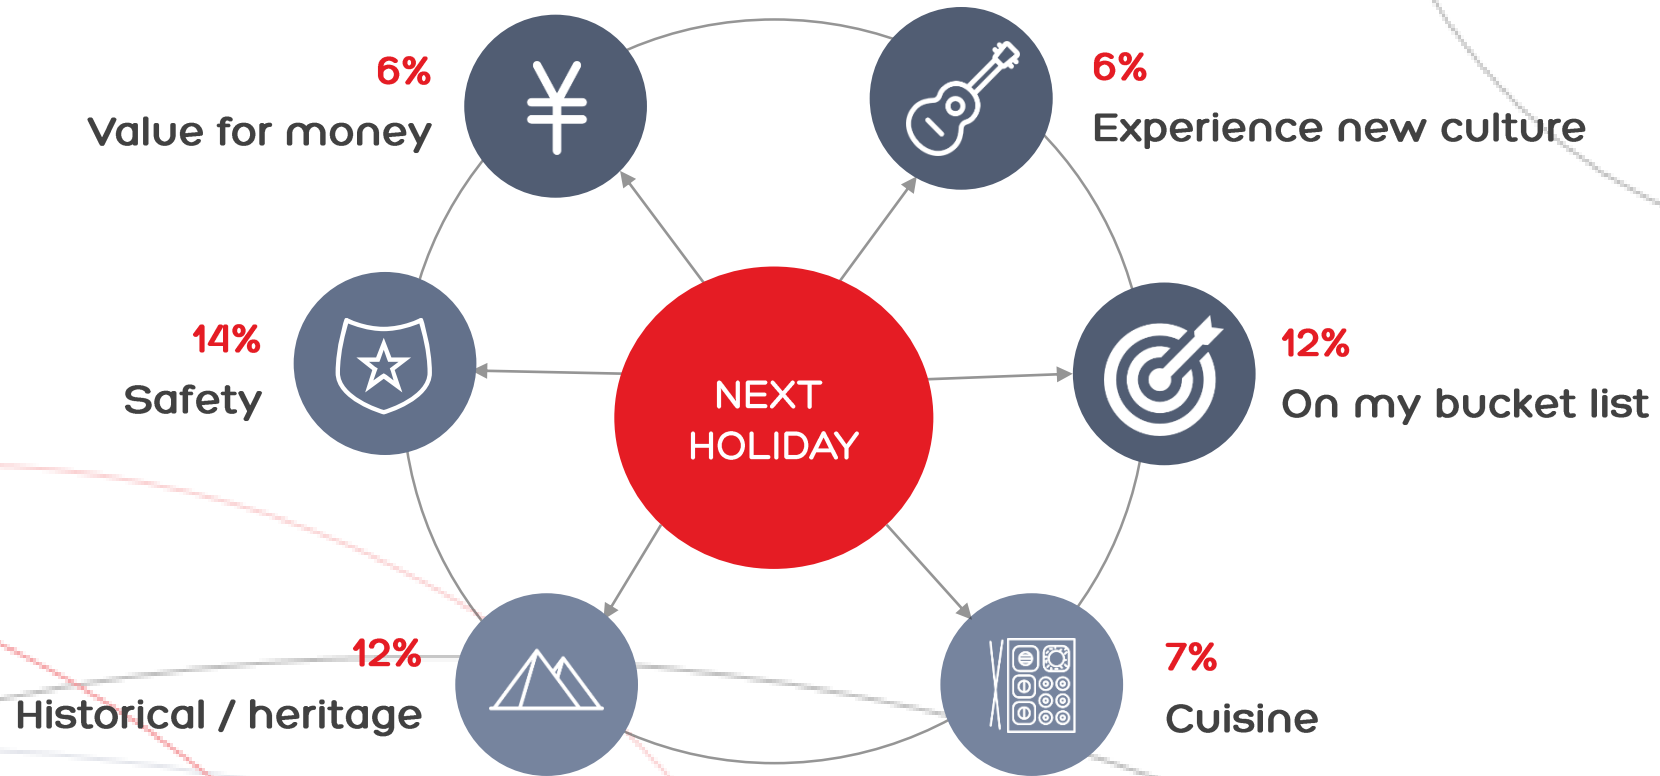 6%
Value for money
6%
Experience new culture
14%
Safety
NEXT
HOLIDAY
12%
On my bucket list
12%
Historical / heritage
7%
Cuisine